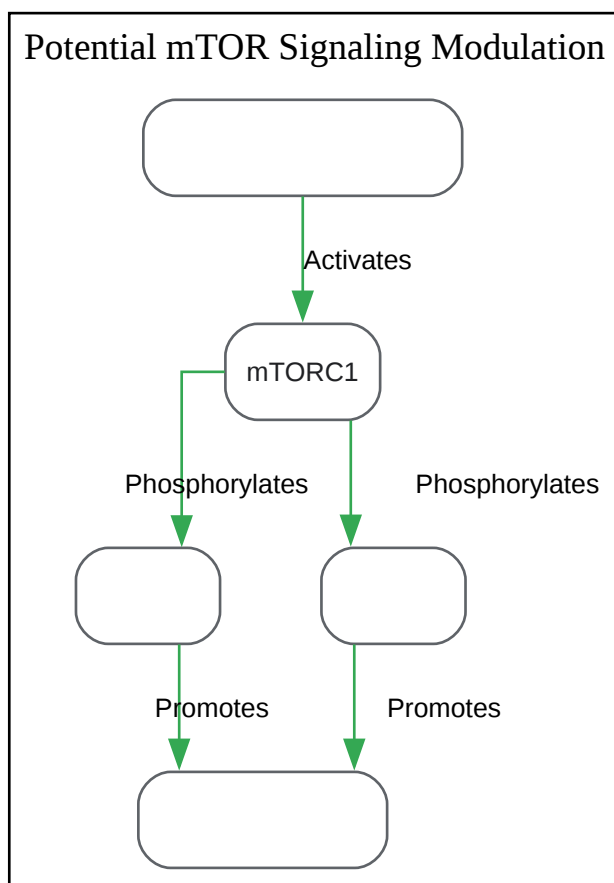 Potential mTOR Signaling Modulation
Activates
mTORC1
Phosphorylates
Phosphorylates
Promotes
Promotes